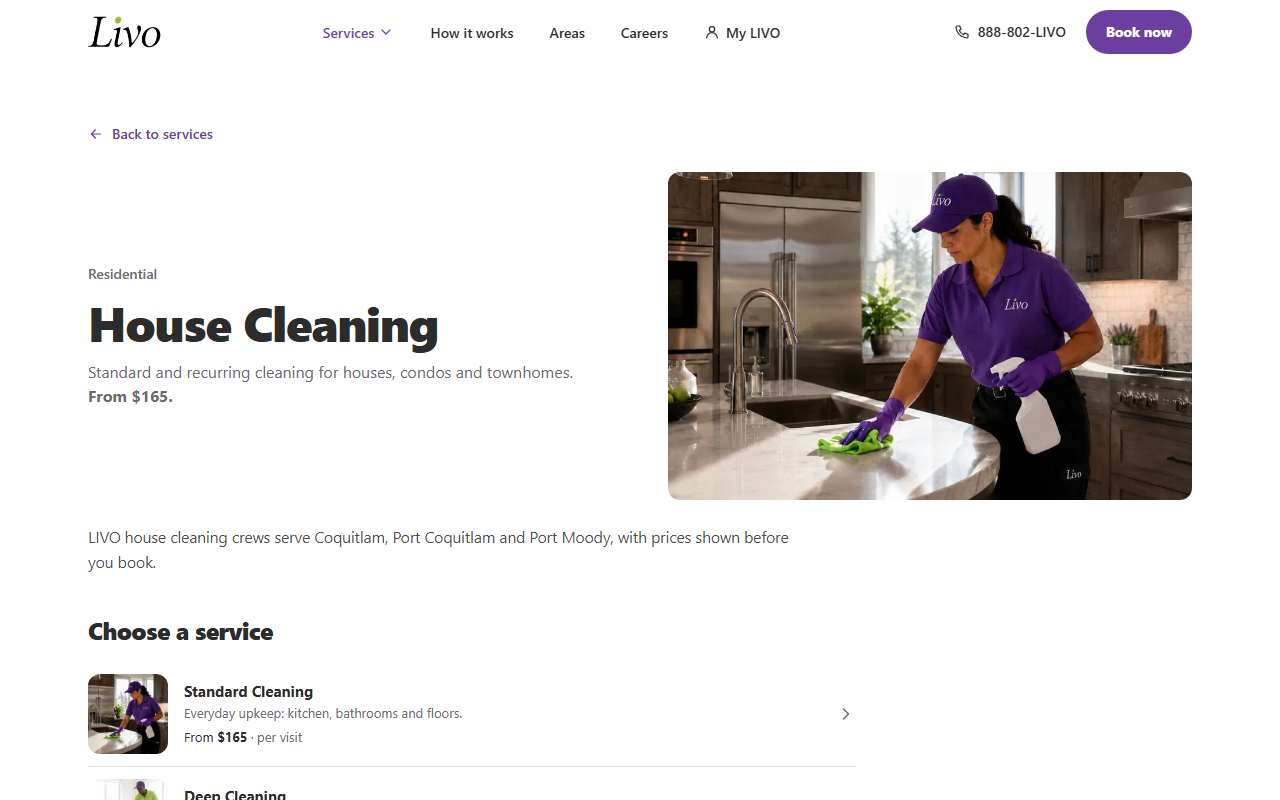 Livo
Services
How it works
Areas
Careers
My LIVO
888-802-LIVO
Book now
Back to services
Residential
House Cleaning
Standard and recurring cleaning for houses, condos and townhomes.
From $165.
Livo
Livo
Livo
LIVO house cleaning crews serve Coquitlam, Port Coquitlam and Port Moody, with prices shown before
you book.
Choose a service
Standard Cleaning
Everyday upkeep: kitchen, bathrooms and floors.
From $165 · per visit
Deep Cleaning